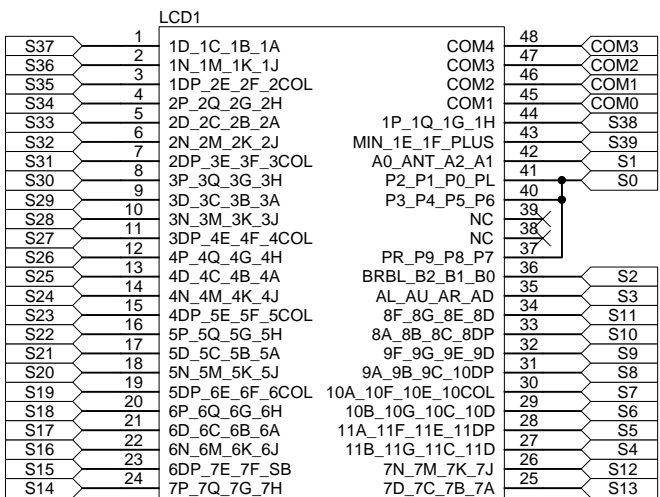 LCD1
S37 1 1D_1C_1B_1A COM4 48 COM3
S36 2 1N_1M_1K_1J COM3 47 COM2
S35 3 1DP_2E_2F_2COL COM2 46 COM1
S34 4 2P_2Q_2G_2H COM1 45 COM0
S33 5 2D_2C_2B_2A 1P_1Q_1G_1H 44 S38
S32 6 2N_2M_2K_2J MIN_1E_1F_PLUS 43 S39
S31 7 2DP_3E_3F_3COL A0_ANT_A2_A1 42 S1
S30 8 3P_3Q_3G_3H P2_P1_P0_PL 41 S0
S29 9 3D_3C_3B_3A P3_P4_P5_P6 40
S28 10 3N_3M_3K_3J NC 39
S27 11 3DP_4E_4F_4COL NC 38
S26 12 4P_4Q_4G_4H PR_P9_P8_P7 37
S25 13 4D_4C_4B_4A BRBL_B2_B1_B0 36 S2
S24 14 4N_4M_4K_4J AL_AU_AR_AD 35 S3
S23 15 4DP_5E_5F_5COL 8F_8G_8E_8D 34 S11
S22 16 5P_5Q_5G_5H 8A_8B_8C_8DP 33 S10
S21 17 5D_5C_5B_5A 9F_9G_9E_9D 32 S9
S20 18 5N_5M_5K_5J 9A_9B_9C_10DP 31 S8
S19 19 5DP_6E_6F_6COL 10A_10F_10E_10COL 30 S7
S18 20 6P_6Q_6G_6H 10B_10G_10C_10D 29 S6
S17 21 6D_6C_6B_6A 11A_11F_11E_11DP 28 S5
S16 22 6N_6M_6K_6J 11B_11G_11C_11D 27 S4
S15 23 6DP_7E_7F_SB 7N_7M_7K_7J 26 S12
S14 24 7P_7Q_7G_7H 7D_7C_7B_7A 25 S13